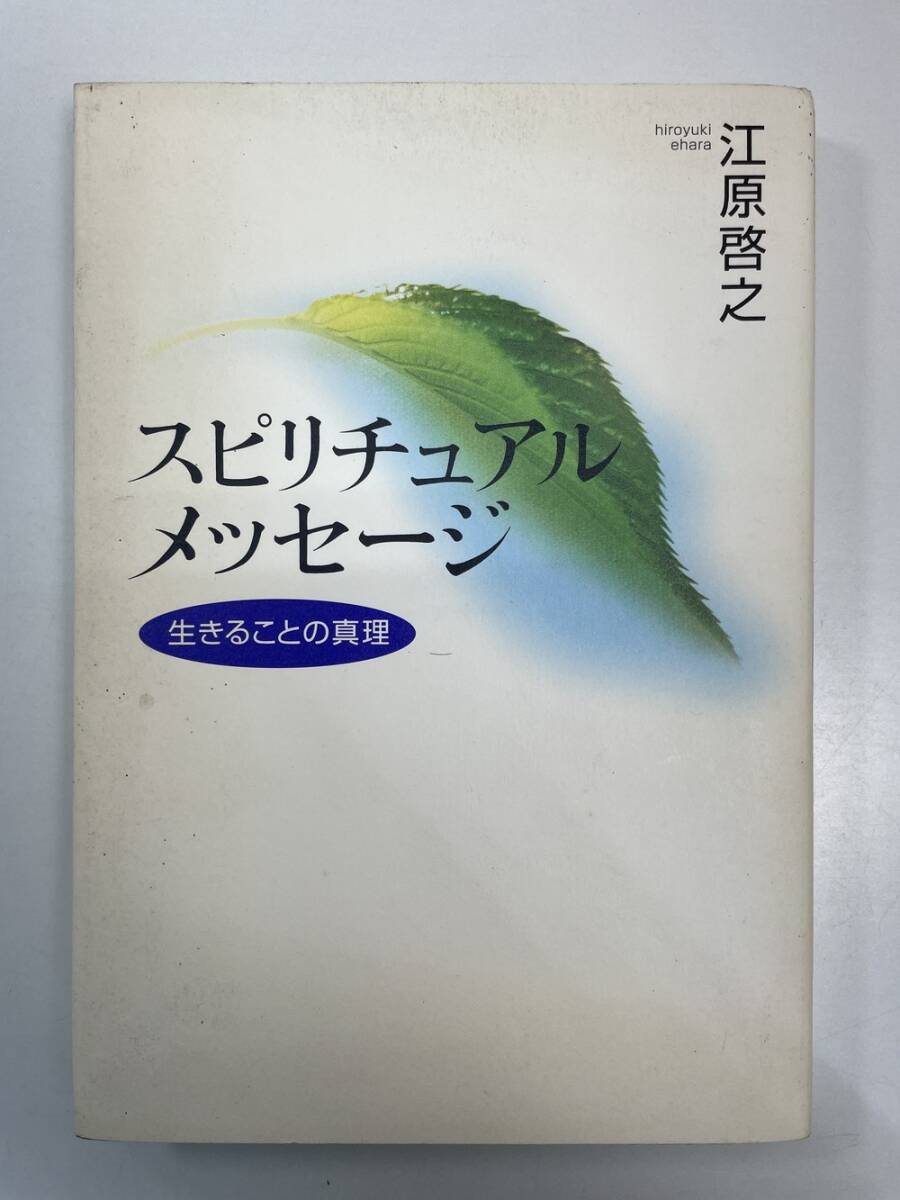 江原啓之
hiroyuki
ehara
スピリチュアル
メッセージ
生きることの真理